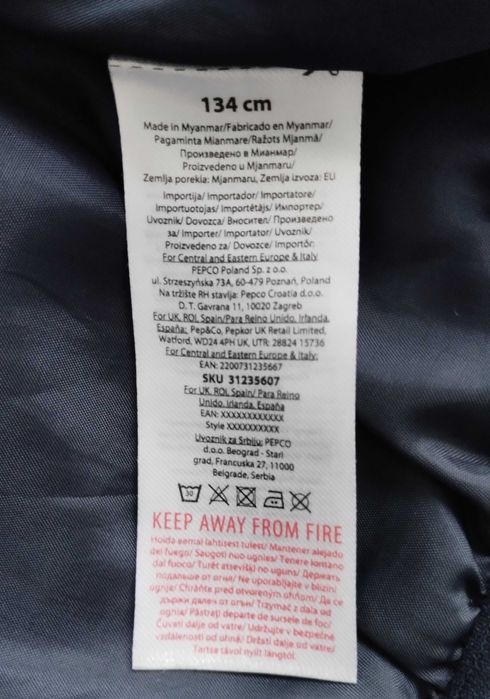 134 cm
Made in Myanmar/Fabricado en Myanmar/
Pagaminta Mianmare/Ražots Mjanmā/
Произведено в Мианмар/
Proizvedeno u Mjanmaru/
Zemlja porekla: Mjanmaru, Zemlja izvoza: EU
Importija/ Importador/ Importatore/
Importuotojas/ Importētājs/ Импортер/
Uvoznik/ Dovozca/ Вносител/ Произведено
за/ Importer/ Importator/ Uvoznik/
Proizvedeno za/ Dovozce/ Importőr:
For Central and Eastern Europe & Italy
PEPCO Poland Sp. z o.o.
ul. Strzeszyńska 73A, 60-479 Poznań, Poland
Na tržište RH stavlja: Pepco Croatia d.o.o.
D. T. Gavrana 11, 10020 Zagreb
For UK, ROI, Spain/Para Reino Unido, Irlanda,
España: Pep&Co, Pepkor UK Retail Limited,
Watford, WD24 4PH UK, UTR: 28824 15736
For Central and Eastern Europe & Italy:
EAN: 2200731235667
SKU 31235607
For UK, ROI, Spain/ Para Reino
Unido, Irlanda, España
EAN: XXXXXXXXXXXX
Style XXXXXXXXXX
Uvoznik za Srbiju: PEPCO
d.o.o. Beograd - Stari
grad, Francuska 27, 11000
Belgrade, Serbia
30
KEEP AWAY FROM FIRE
Hoida eemal lahtisest tulest/ Mantener alejado
del fuego/ Saugoti nuo ugnies/ Tenere lontano
dal fuoco/ Turēt atsevišķi no uguns/ Держать
подальше от огня/ Ne uporabljajte v bližini
ognja/ Chráňte pred otvoreným ohňom/ Да се
държи далеч от огън/ Trzymać z dala od
ognia/ Păstrați departe de sursele de foc/
Čuvati dalje od vatre/ Udržujte v bezpečné
vzdálenosti od ohně/ Držati dalje od vatre/
Tartsa távol nyílt lángtól.